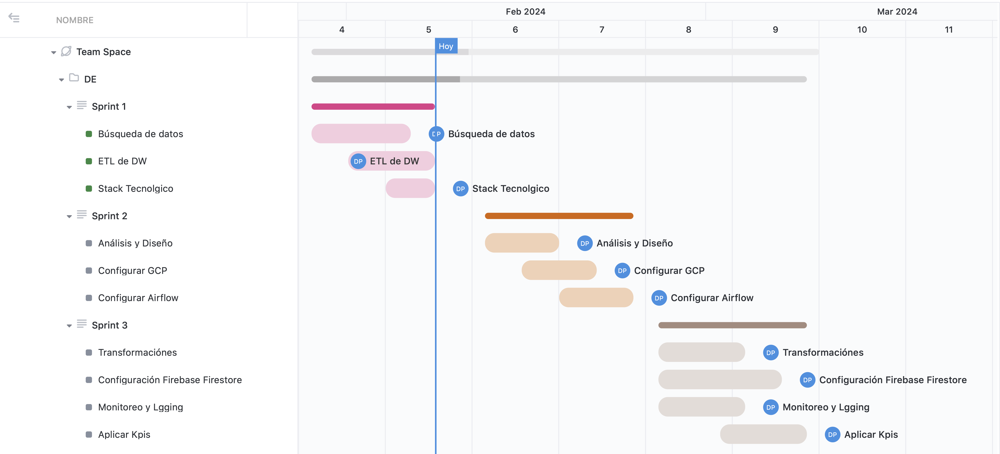 NOMBRE
Feb 2024
Mar 2024
4 5 6 7 8 9 10 11
Hoy
Team Space
DE
Sprint 1
Búsqueda de datos DP Búsqueda de datos
ETL de DW DP ETL de DW
Stack Tecnolgico DP Stack Tecnolgico
Sprint 2
Análisis y Diseño DP Análisis y Diseño
Configurar GCP DP Configurar GCP
Configurar Airflow DP Configurar Airflow
Sprint 3
Transformaciónes DP Transformaciónes
Configuración Firebase Firestore DP Configuración Firebase Firestore
Monitoreo y Lgging DP Monitoreo y Lgging
Aplicar Kpis DP Aplicar Kpis